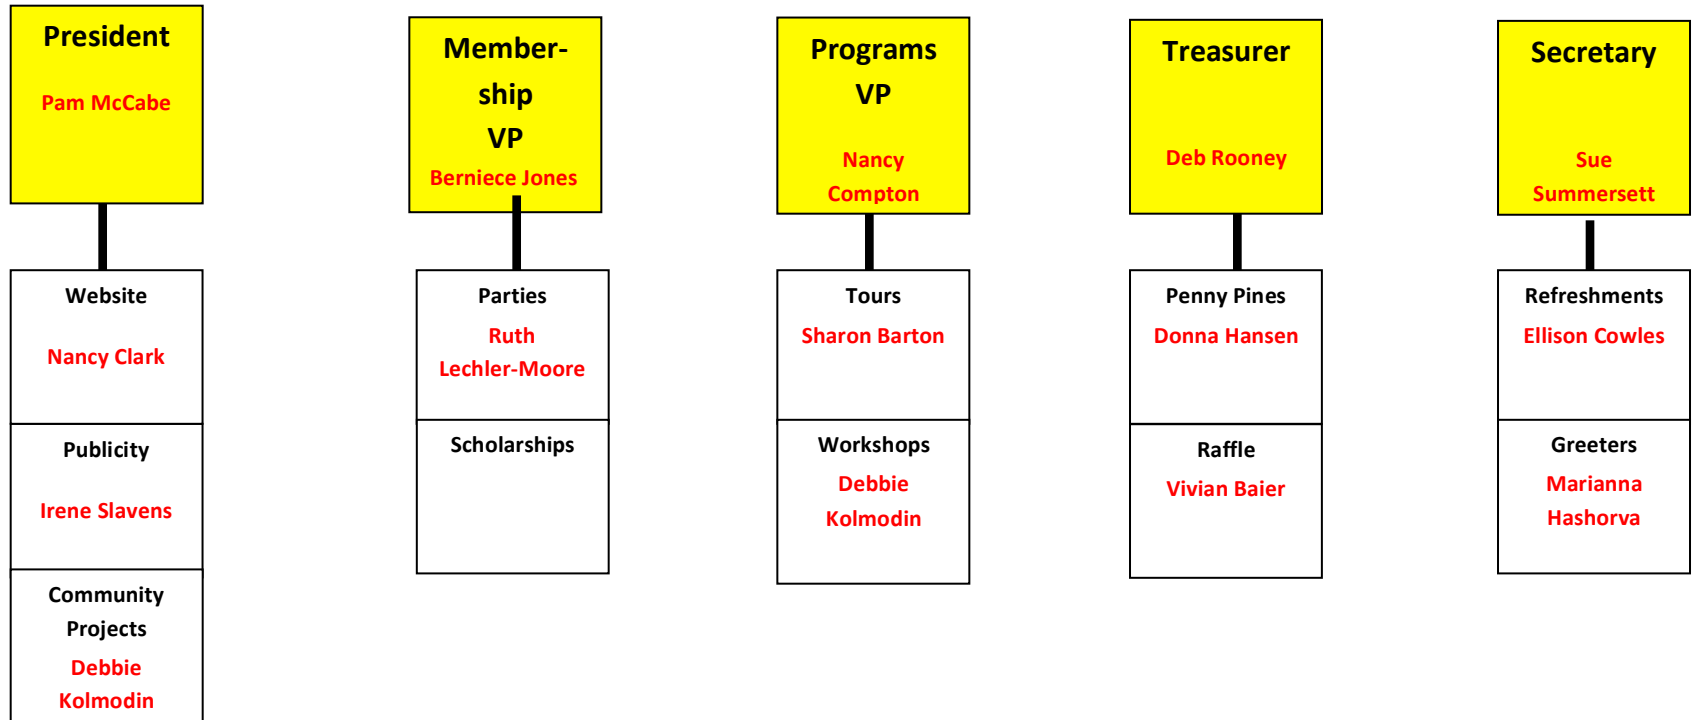 President
Pam McCabe
Member-
ship
VP
Berniece Jones
Programs
VP
Nancy
Compton
Treasurer
Deb Rooney
Secretary
Sue
Summersett
Website
Nancy Clark
Publicity
Irene Slavens
Community
Projects
Debbie
Kolmodin
Parties
Ruth
Lechler-Moore
Scholarships
Tours
Sharon Barton
Workshops
Debbie
Kolmodin
Penny Pines
Donna Hansen
Raffle
Vivian Baier
Refreshments
Ellison Cowles
Greeters
Marianna
Hashorva